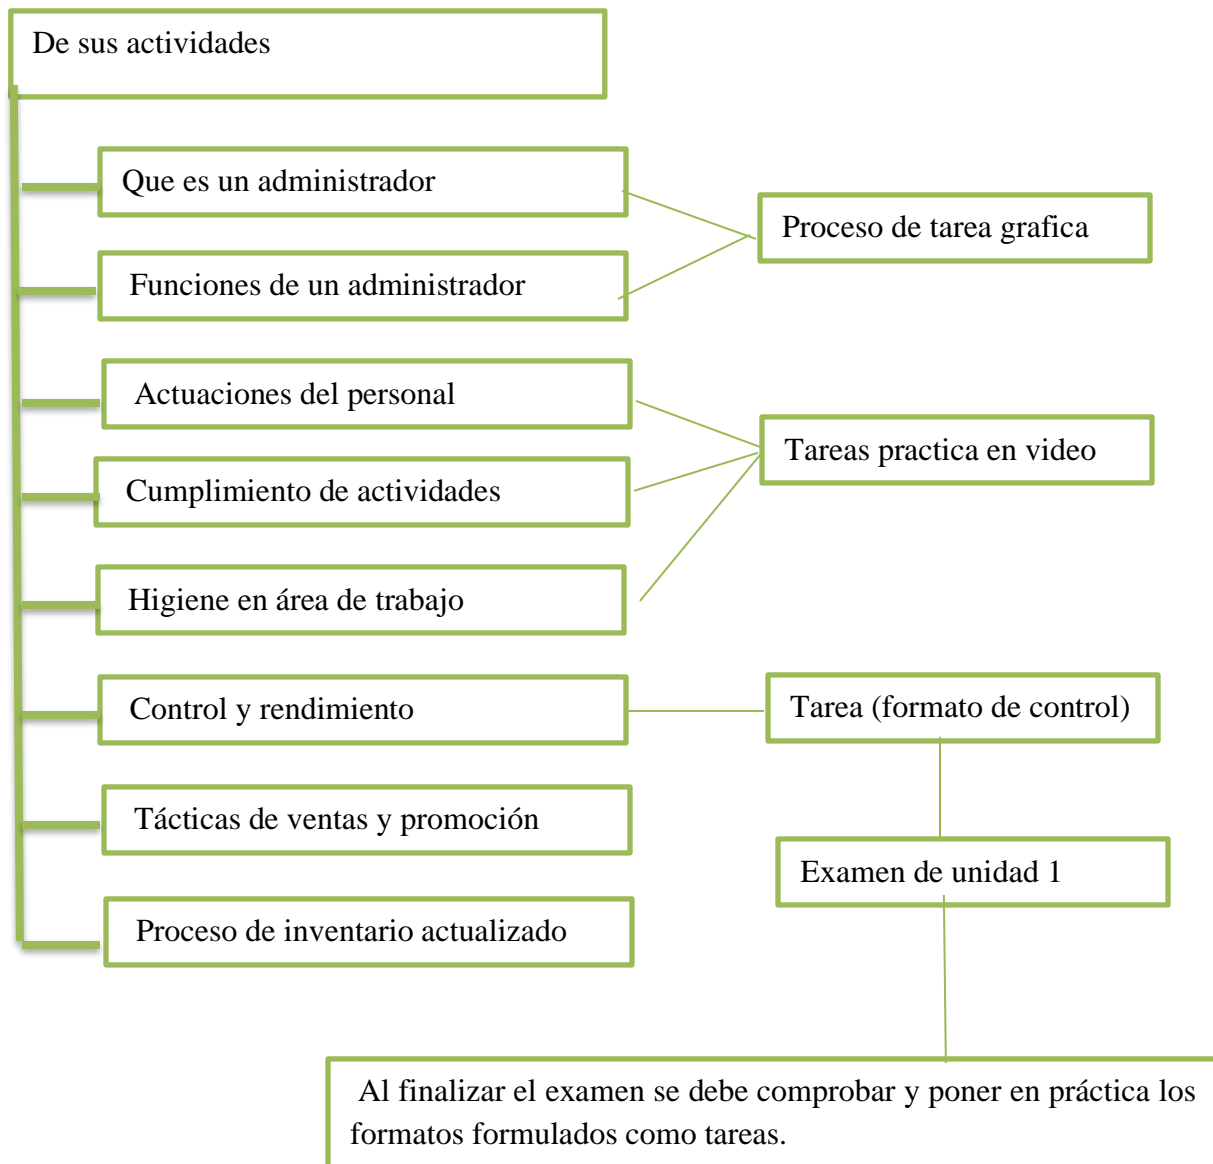 De sus actividades
Que es un administrador
Proceso de tarea grafica
Funciones de un administrador
Actuaciones del personal
Tareas practica en video
Cumplimiento de actividades
Higiene en área de trabajo
Control y rendimiento
Tarea (formato de control)
Tácticas de ventas y promoción
Examen de unidad 1
Proceso de inventario actualizado
Al finalizar el examen se debe comprobar y poner en práctica los
formatos formulados como tareas.